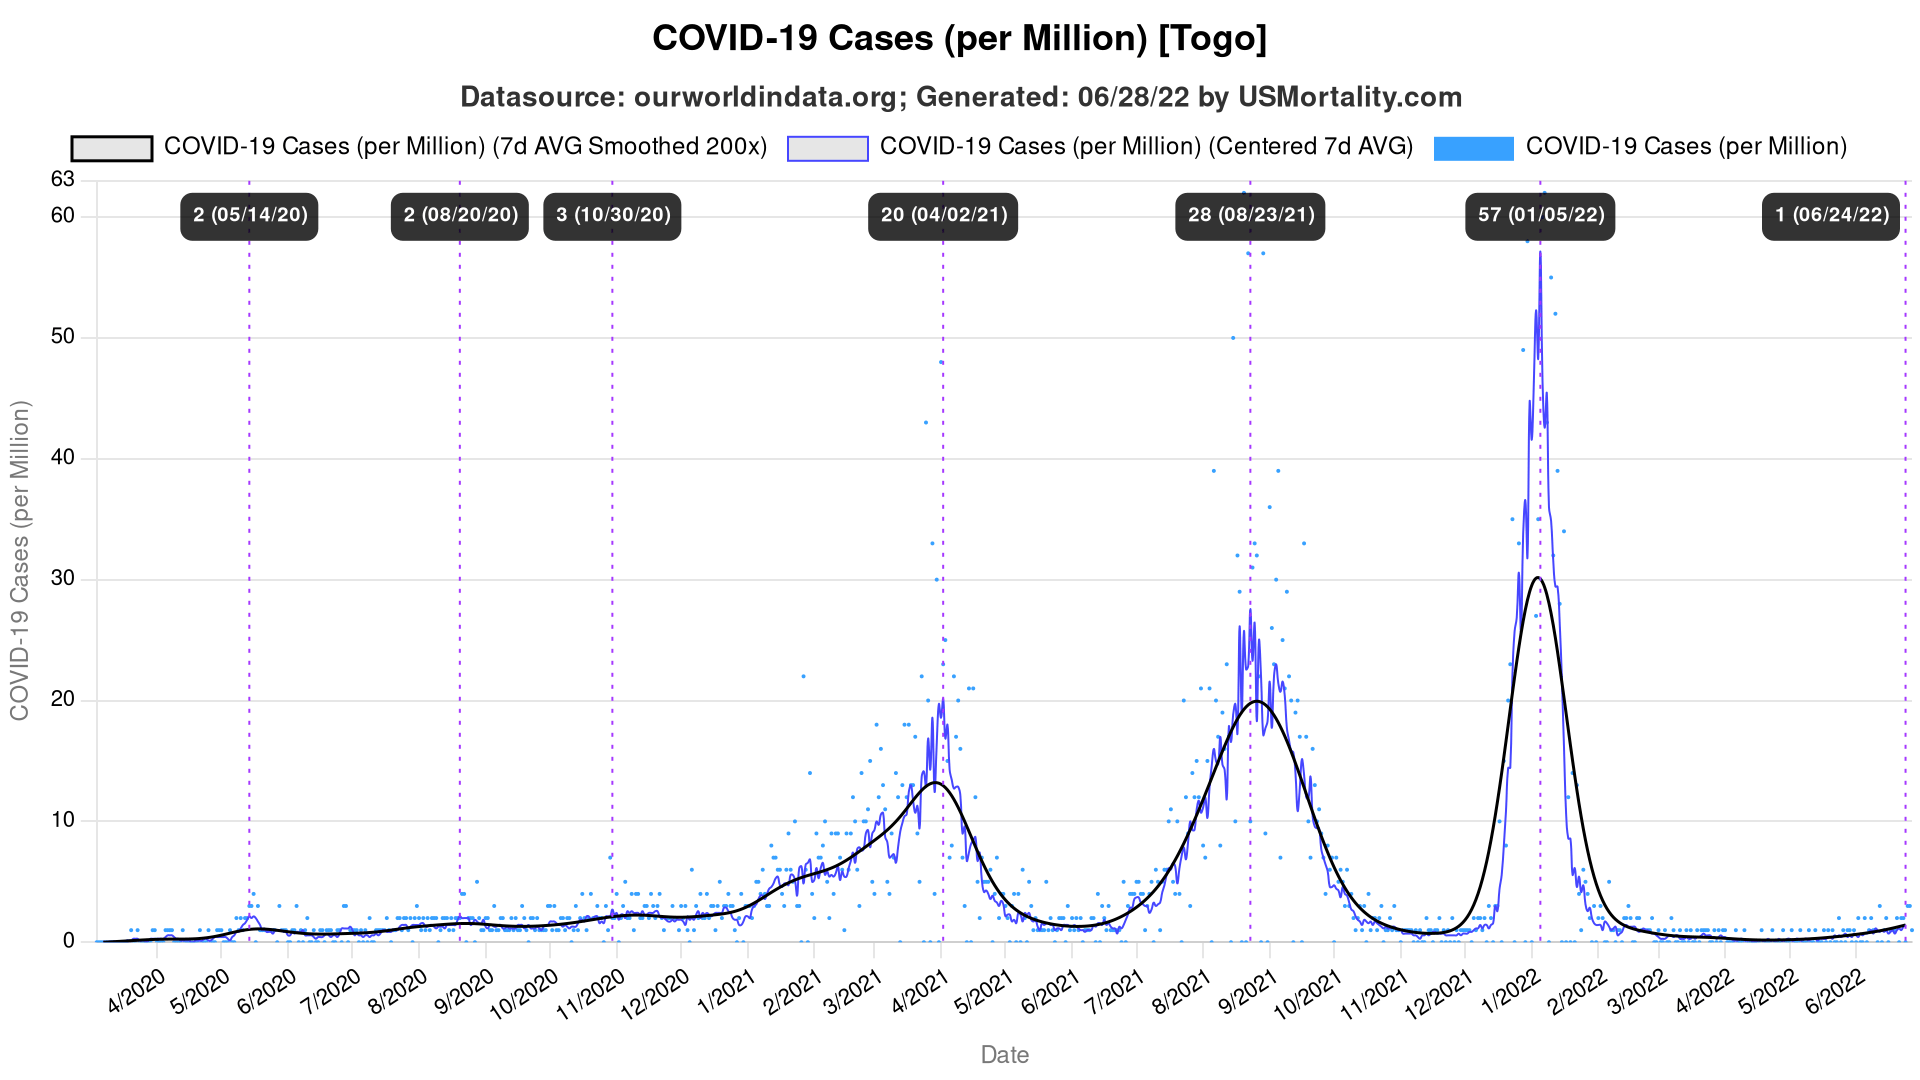 COVID-19 Cases (per Million) [Togo]
Datasource: ourworldindata.org; Generated: 06/28/22 by USMortality.com
COVID-19 Cases (per Million) (7d AVG Smoothed 200x) COVID-19 Cases (per Million) (Centered 7d AVG) COVID-19 Cases (per Million)
63
60
50
40
30
20
10
0
COVID-19 Cases (per Million)
2 (05/14/20) 2 (08/20/20) 3 (10/30/20) 20 (04/02/21) 28 (08/23/21) 57 (01/05/22) 1 (06/24/22)
4/2020 5/2020 6/2020 7/2020 8/2020 9/2020 10/2020 11/2020 12/2020 1/2021 2/2021 3/2021 4/2021 5/2021 6/2021 7/2021 8/2021 9/2021 10/2021 11/2021 12/2021 1/2022 2/2022 3/2022 4/2022 5/2022 6/2022
Date